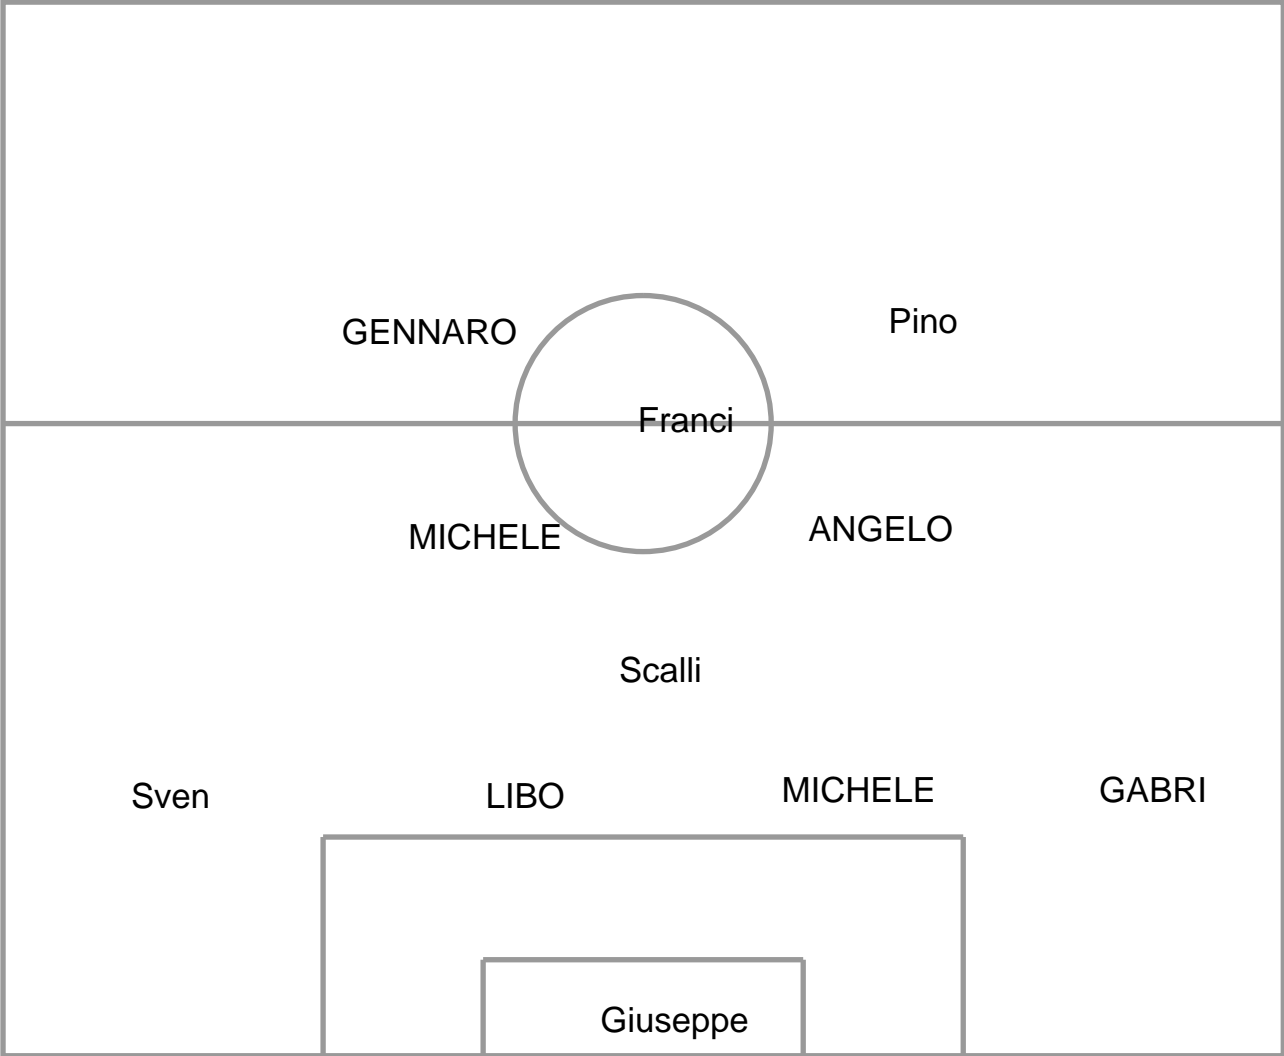 Pino
GENNARO
Franci
ANGELO
MICHELE
Scalli
Sven
LIBO
MICHELE
GABRI
Giuseppe